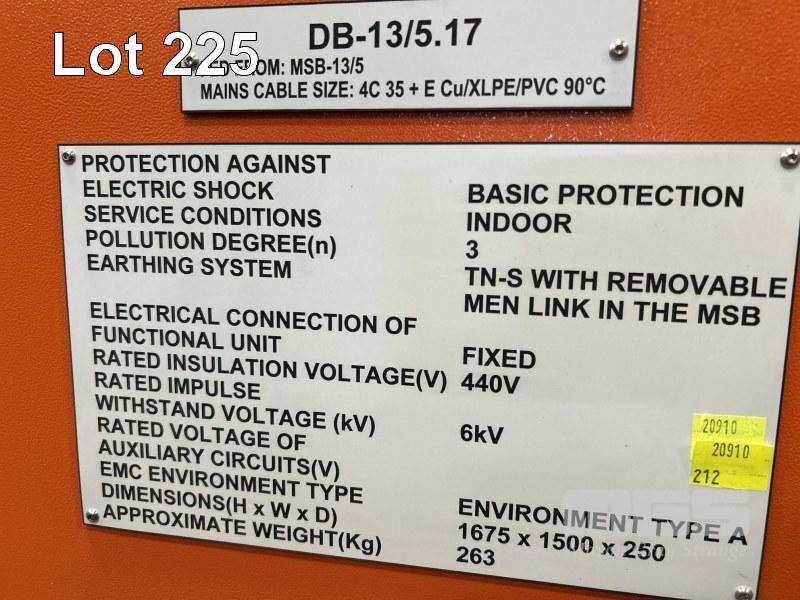 Lot 225
DB-13/5.17
FROM: MSB-13/5
MAINS CABLE SIZE: 4C 35 + E Cu/XLPE/PVC 90°C
PROTECTION AGAINST
ELECTRIC SHOCK BASIC PROTECTION
SERVICE CONDITIONS INDOOR
POLLUTION DEGREE(n) 3
EARTHING SYSTEM TN-S WITH REMOVABLE
MEN LINK IN THE MSB
ELECTRICAL CONNECTION OF
FUNCTIONAL UNIT FIXED
RATED INSULATION VOLTAGE(V) 440V
RATED IMPULSE
WITHSTAND VOLTAGE (kV) 6kV
RATED VOLTAGE OF
AUXILIARY CIRCUITS(V)
EMC ENVIRONMENT TYPE ENVIRONMENT TYPE A
DIMENSIONS(H x W x D) 1675 x 1500 x 250
APPROXIMATE WEIGHT(Kg) 263
20910
20910
212